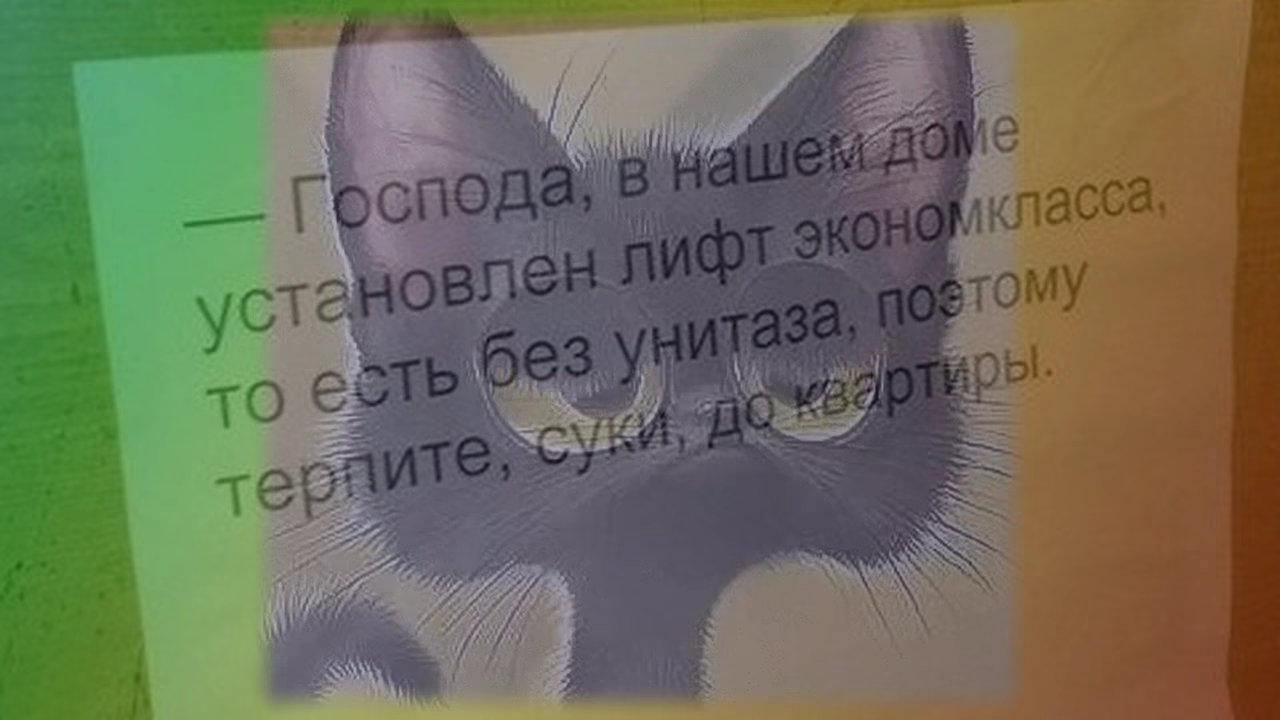 — Господа, в нашем доме
установлен лифт экономкласса,
то есть без унитаза, поэтому
терпите, суки, до квартиры.